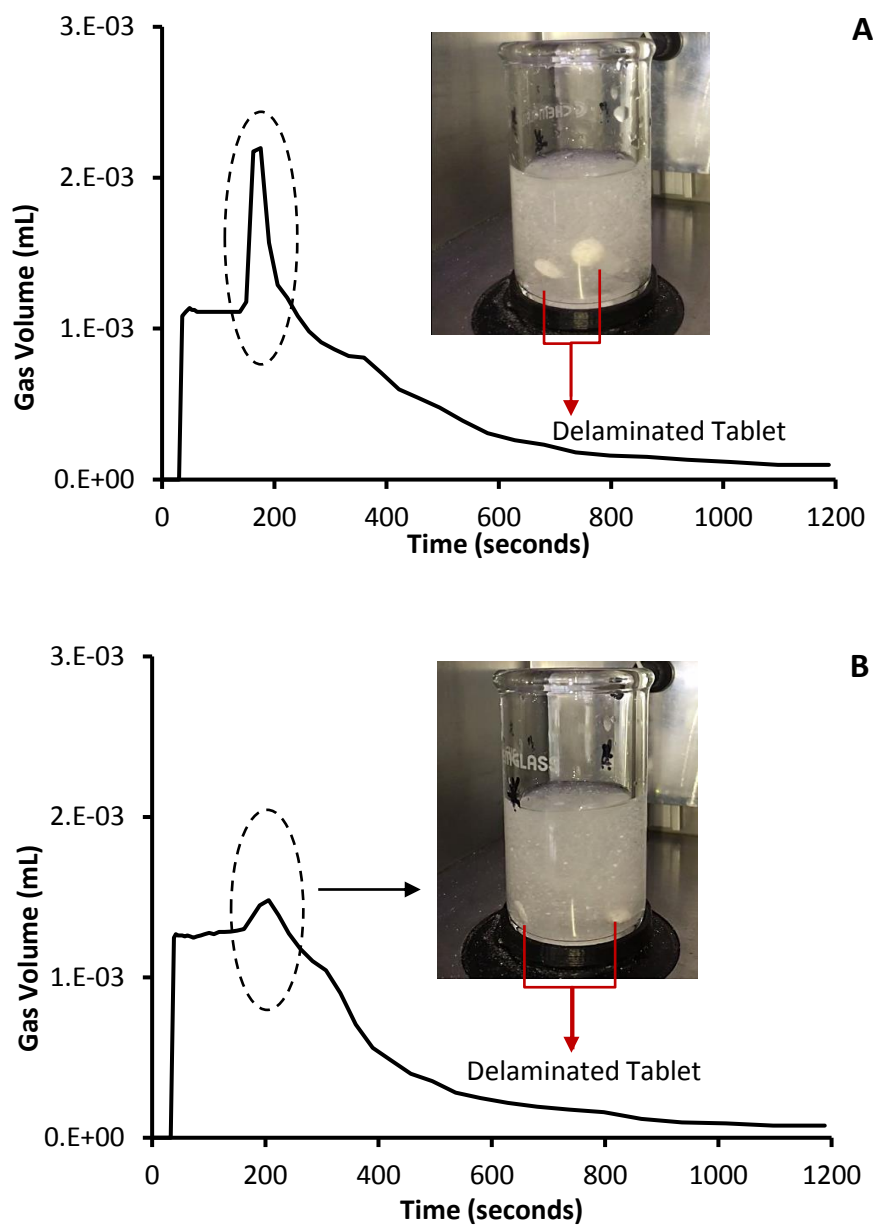 A
3.E-03
2.E-03
1.E-03
0.E+00
Gas Volume (mL)
0
200
400
600
800
1000
1200
Time (seconds)
Delaminated Tablet
B
3.E-03
2.E-03
1.E-03
0.E+00
Gas Volume (mL)
0
200
400
600
800
1000
1200
Time (seconds)
GLASS
Delaminated Tablet